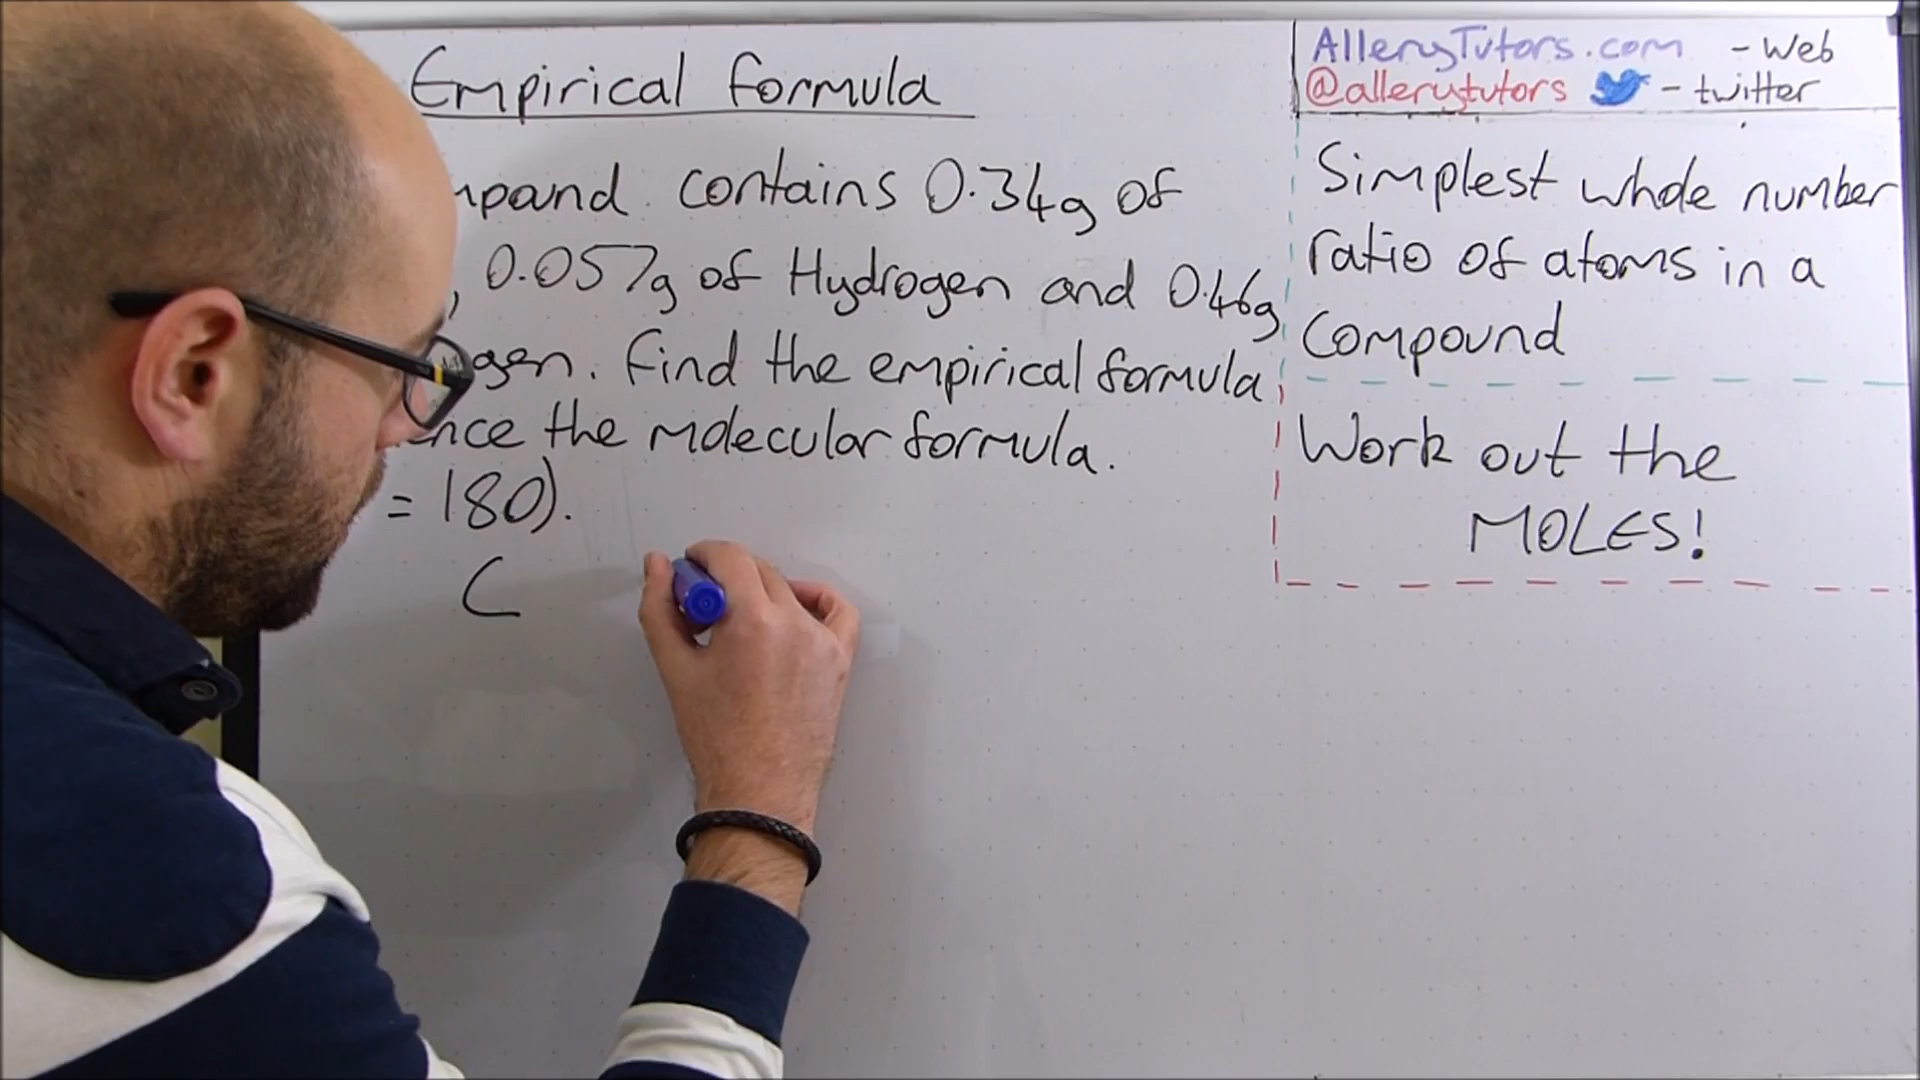 Empirical formula
AlleryTutors.com - Web
@allerytutors - twitter
contains 0.34g of
, 0.057g of Hydrogen and 0.46g
gen. Find the empirical formula
the molecular formula.
= 180).
C
Simplest whole number
ratio of atoms in a
Compound
Work out the
MOLES!